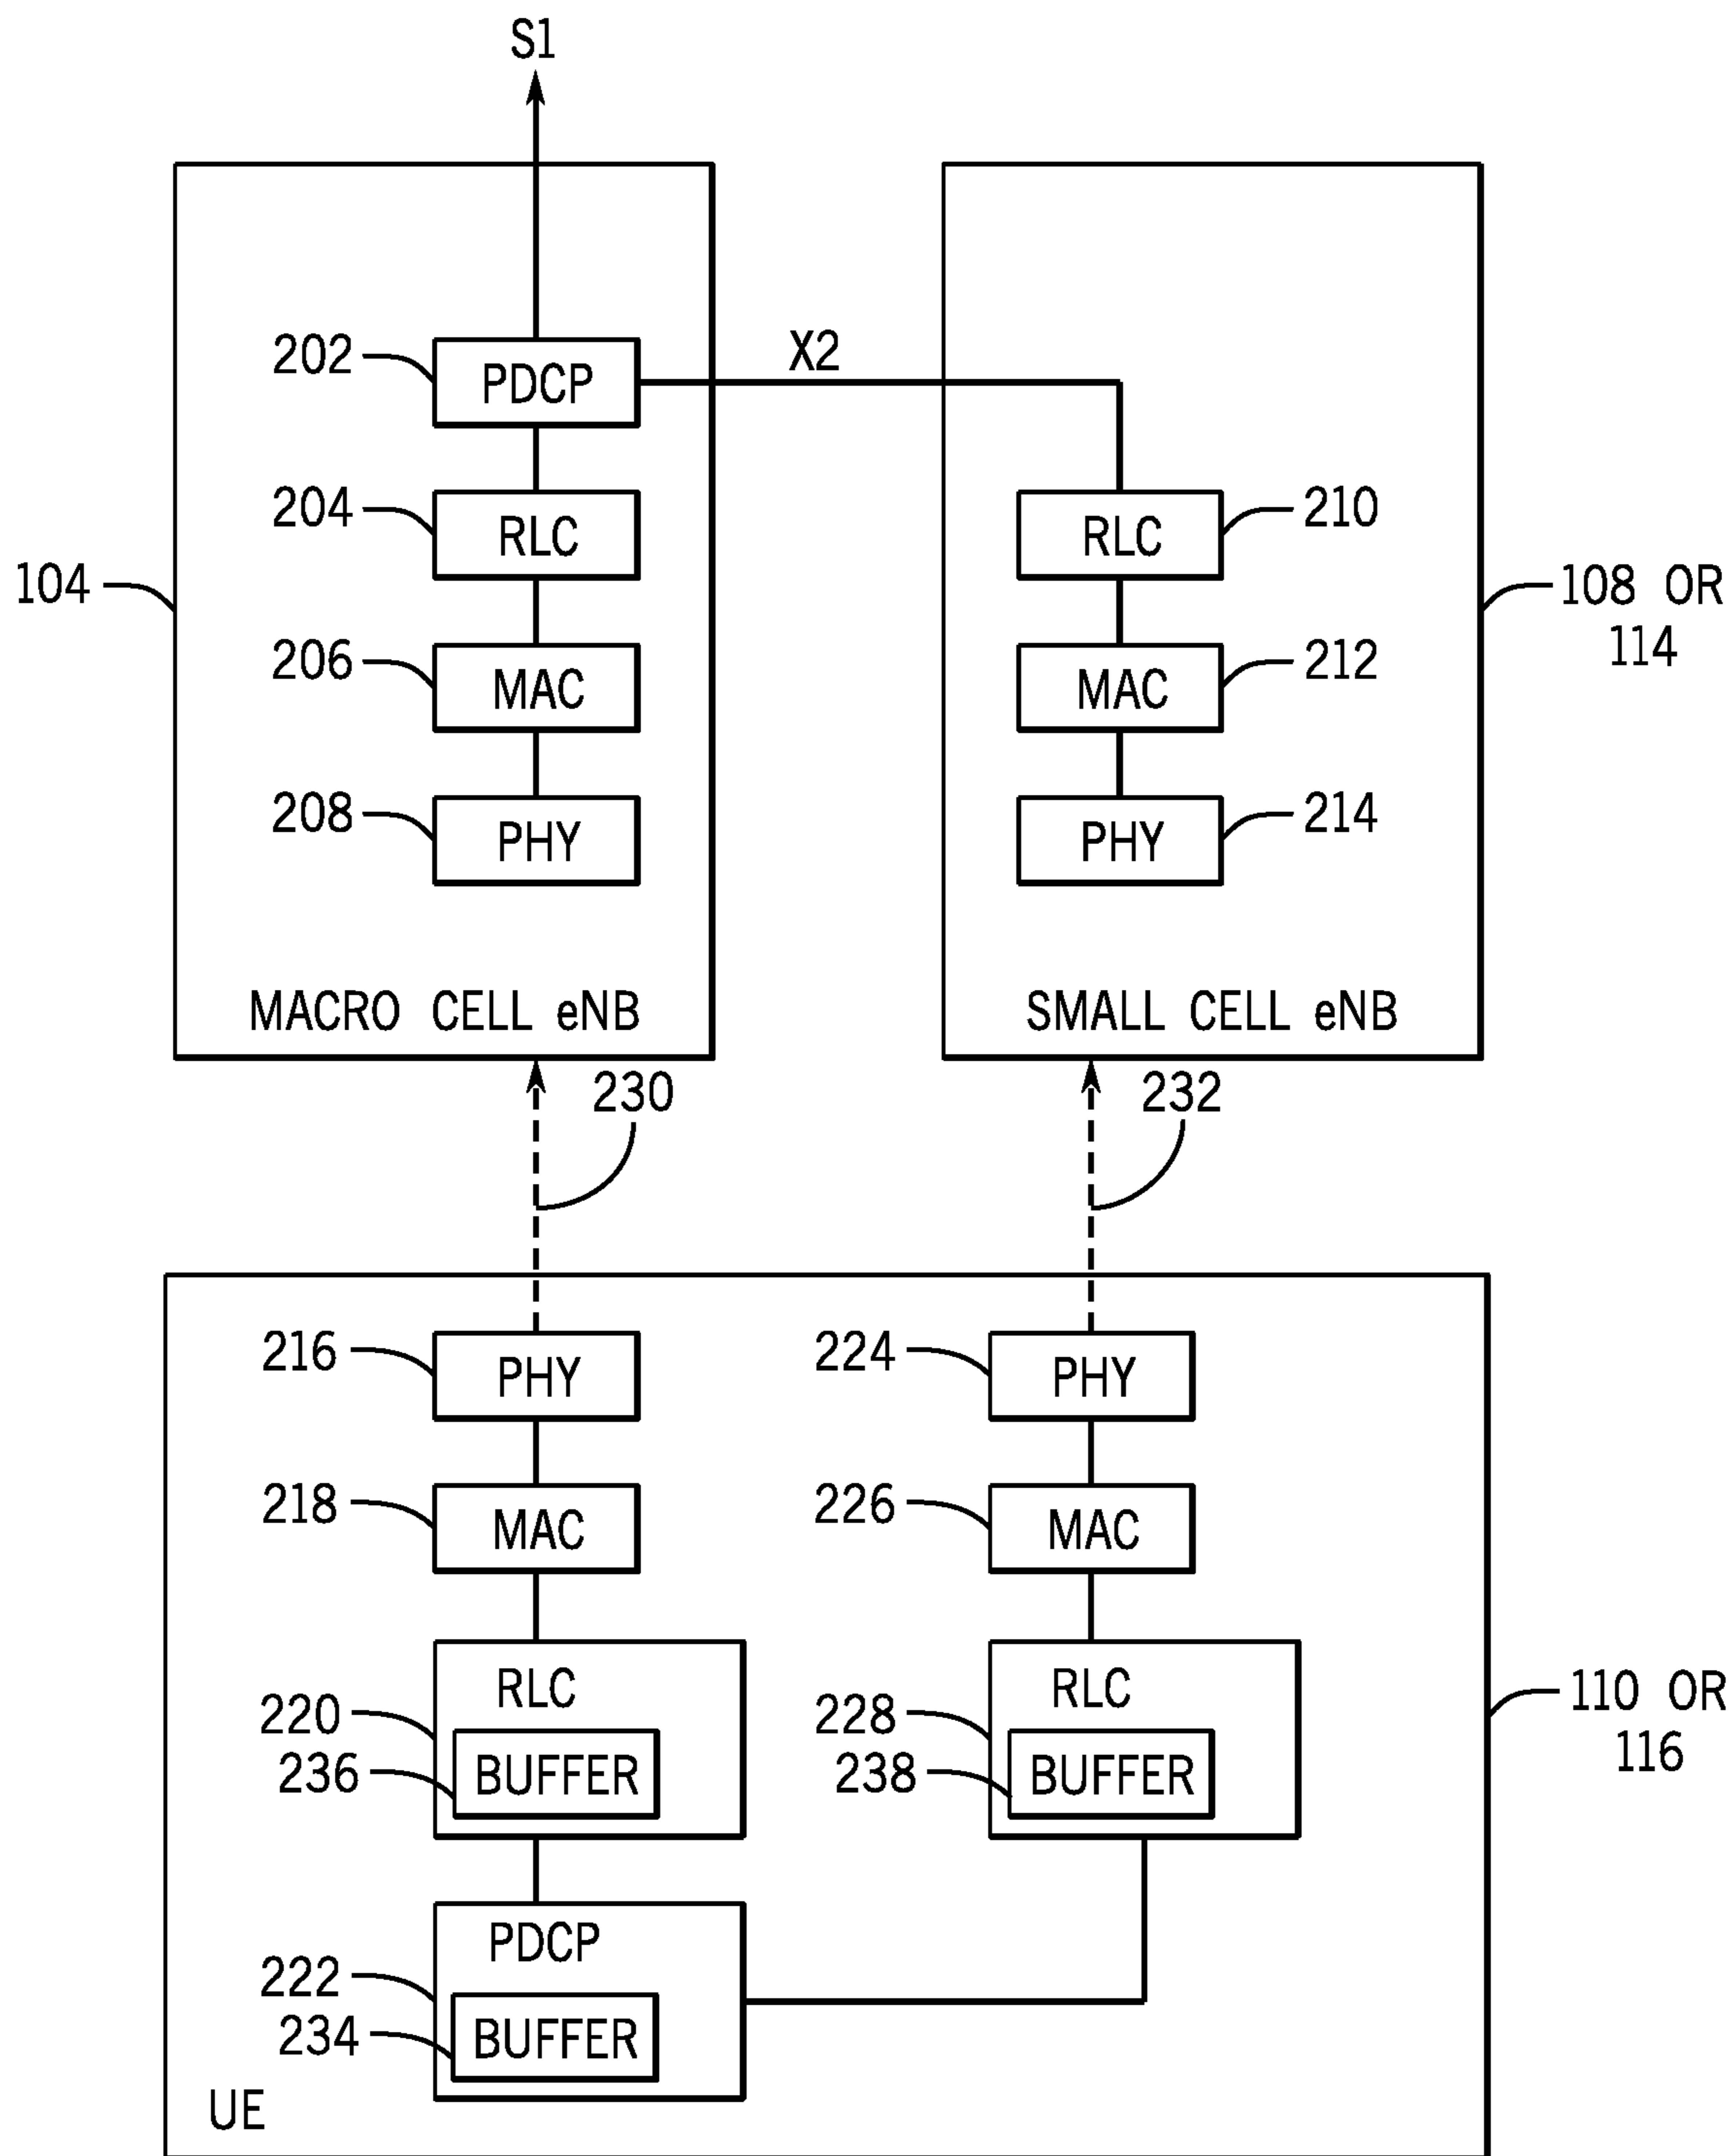 S1
202
PDCP
X2
204
RLC
RLC
210
104
108 OR
114
206
MAC
MAC
212
208
PHY
PHY
214
MACRO CELL eNB
SMALL CELL eNB
230
232
216
PHY
224
PHY
218
MAC
226
MAC
220
RLC
228
RLC
110 OR
116
236
BUFFER
238
BUFFER
PDCP
222
234
BUFFER
UE